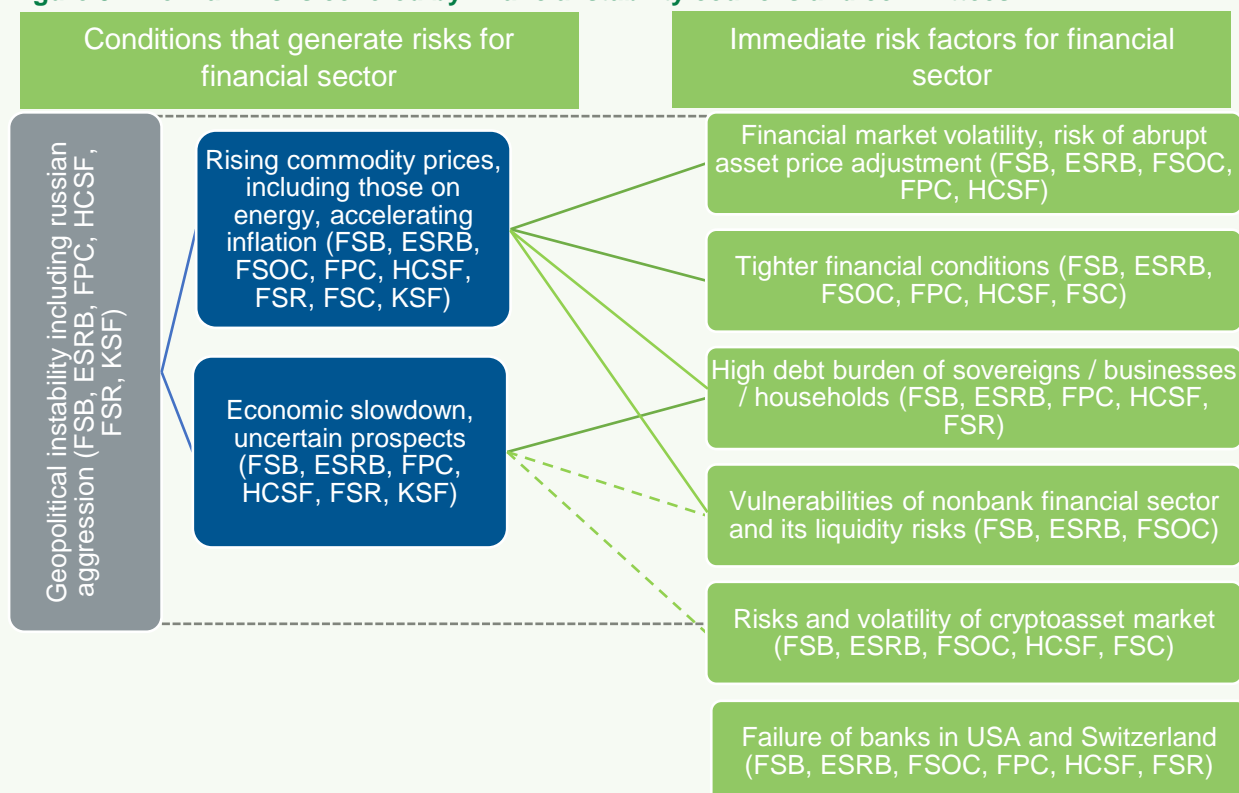 Conditions that generate risks for
financial sector
Immediate risk factors for financial
sector
Geopolitical instability including russian
aggression (FSB, ESRB, FPC, HCSF,
FSR, KSF)
Rising commodity prices,
including those on
energy, accelerating
inflation (FSB, ESRB,
FSOC, FPC, HCSF,
FSR, FSC, KSF)
Economic slowdown,
uncertain prospects
(FSB, ESRB, FPC,
HCSF, FSR, KSF)
Financial market volatility, risk of abrupt
asset price adjustment (FSB, ESRB, FSOC,
FPC, HCSF)
Tighter financial conditions (FSB, ESRB,
FSOC, FPC, HCSF, FSC)
High debt burden of sovereigns / businesses
/ households (FSB, ESRB, FPC, HCSF,
FSR)
Vulnerabilities of nonbank financial sector
and its liquidity risks (FSB, ESRB, FSOC)
Risks and volatility of cryptoasset market
(FSB, ESRB, FSOC, HCSF, FSC)
Failure of banks in USA and Switzerland
(FSB, ESRB, FSOC, FPC, HCSF, FSR)